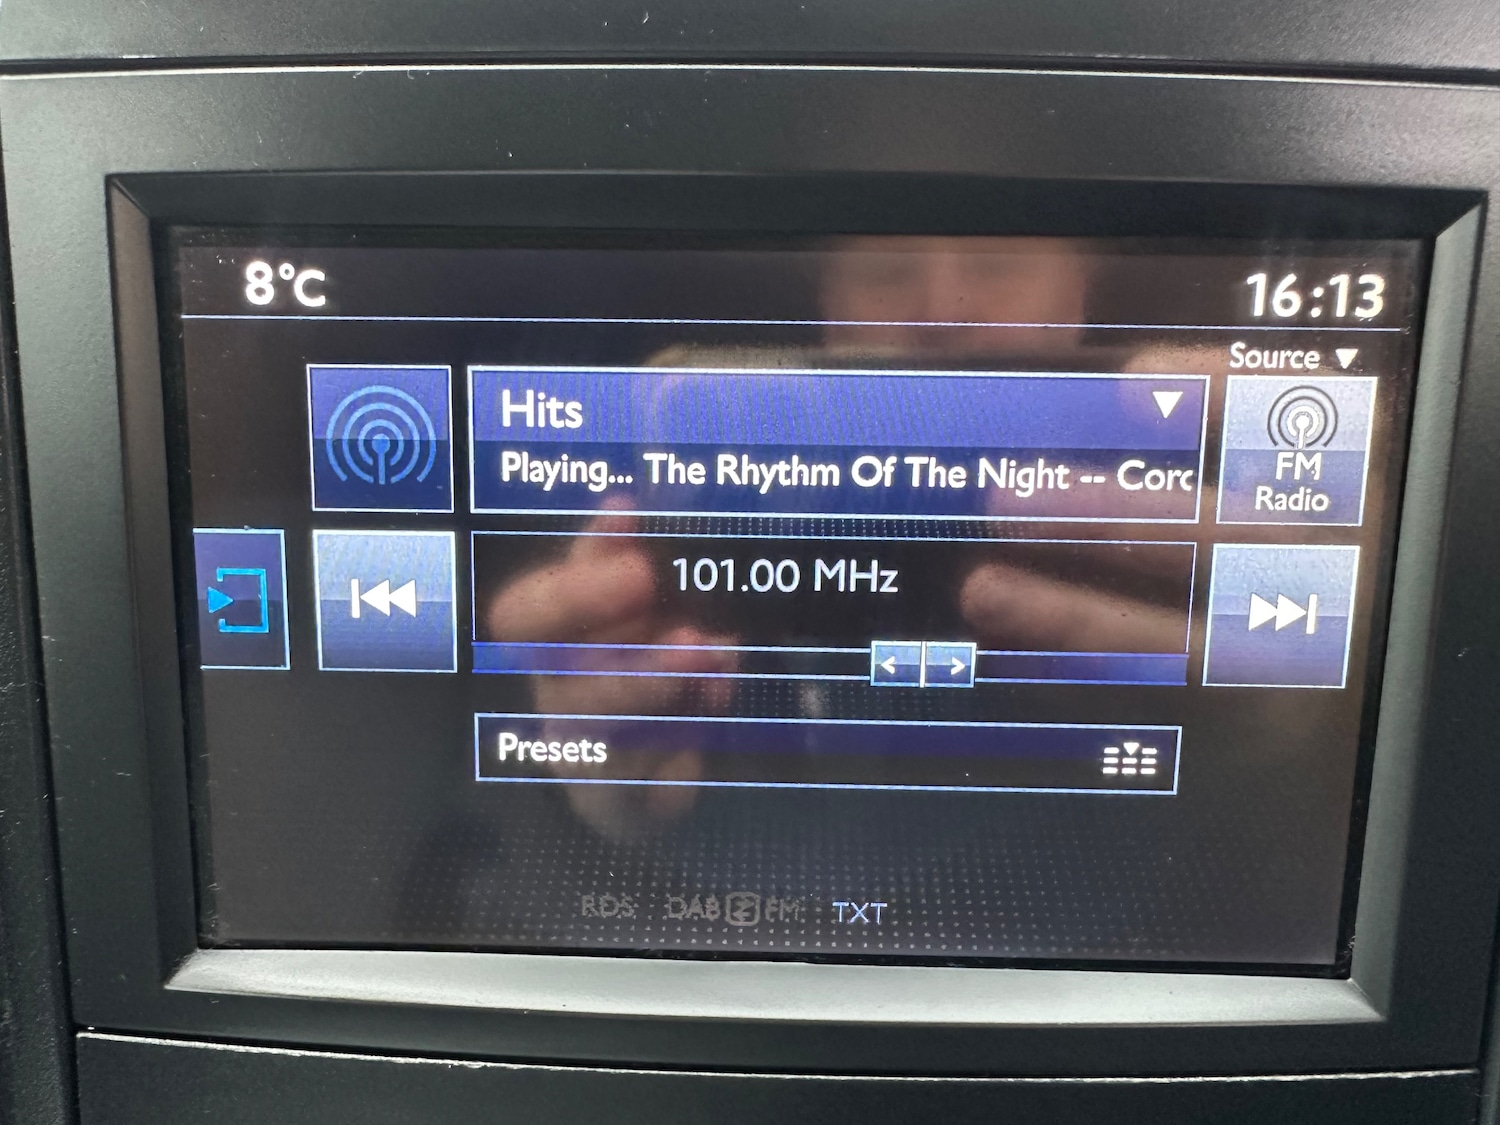 8°C
16:13
Source
Hits
Playing... The Rhythm Of The Night -- Corc
FM
Radio
101.00 MHz
Presets
RDS DAB FM TXT